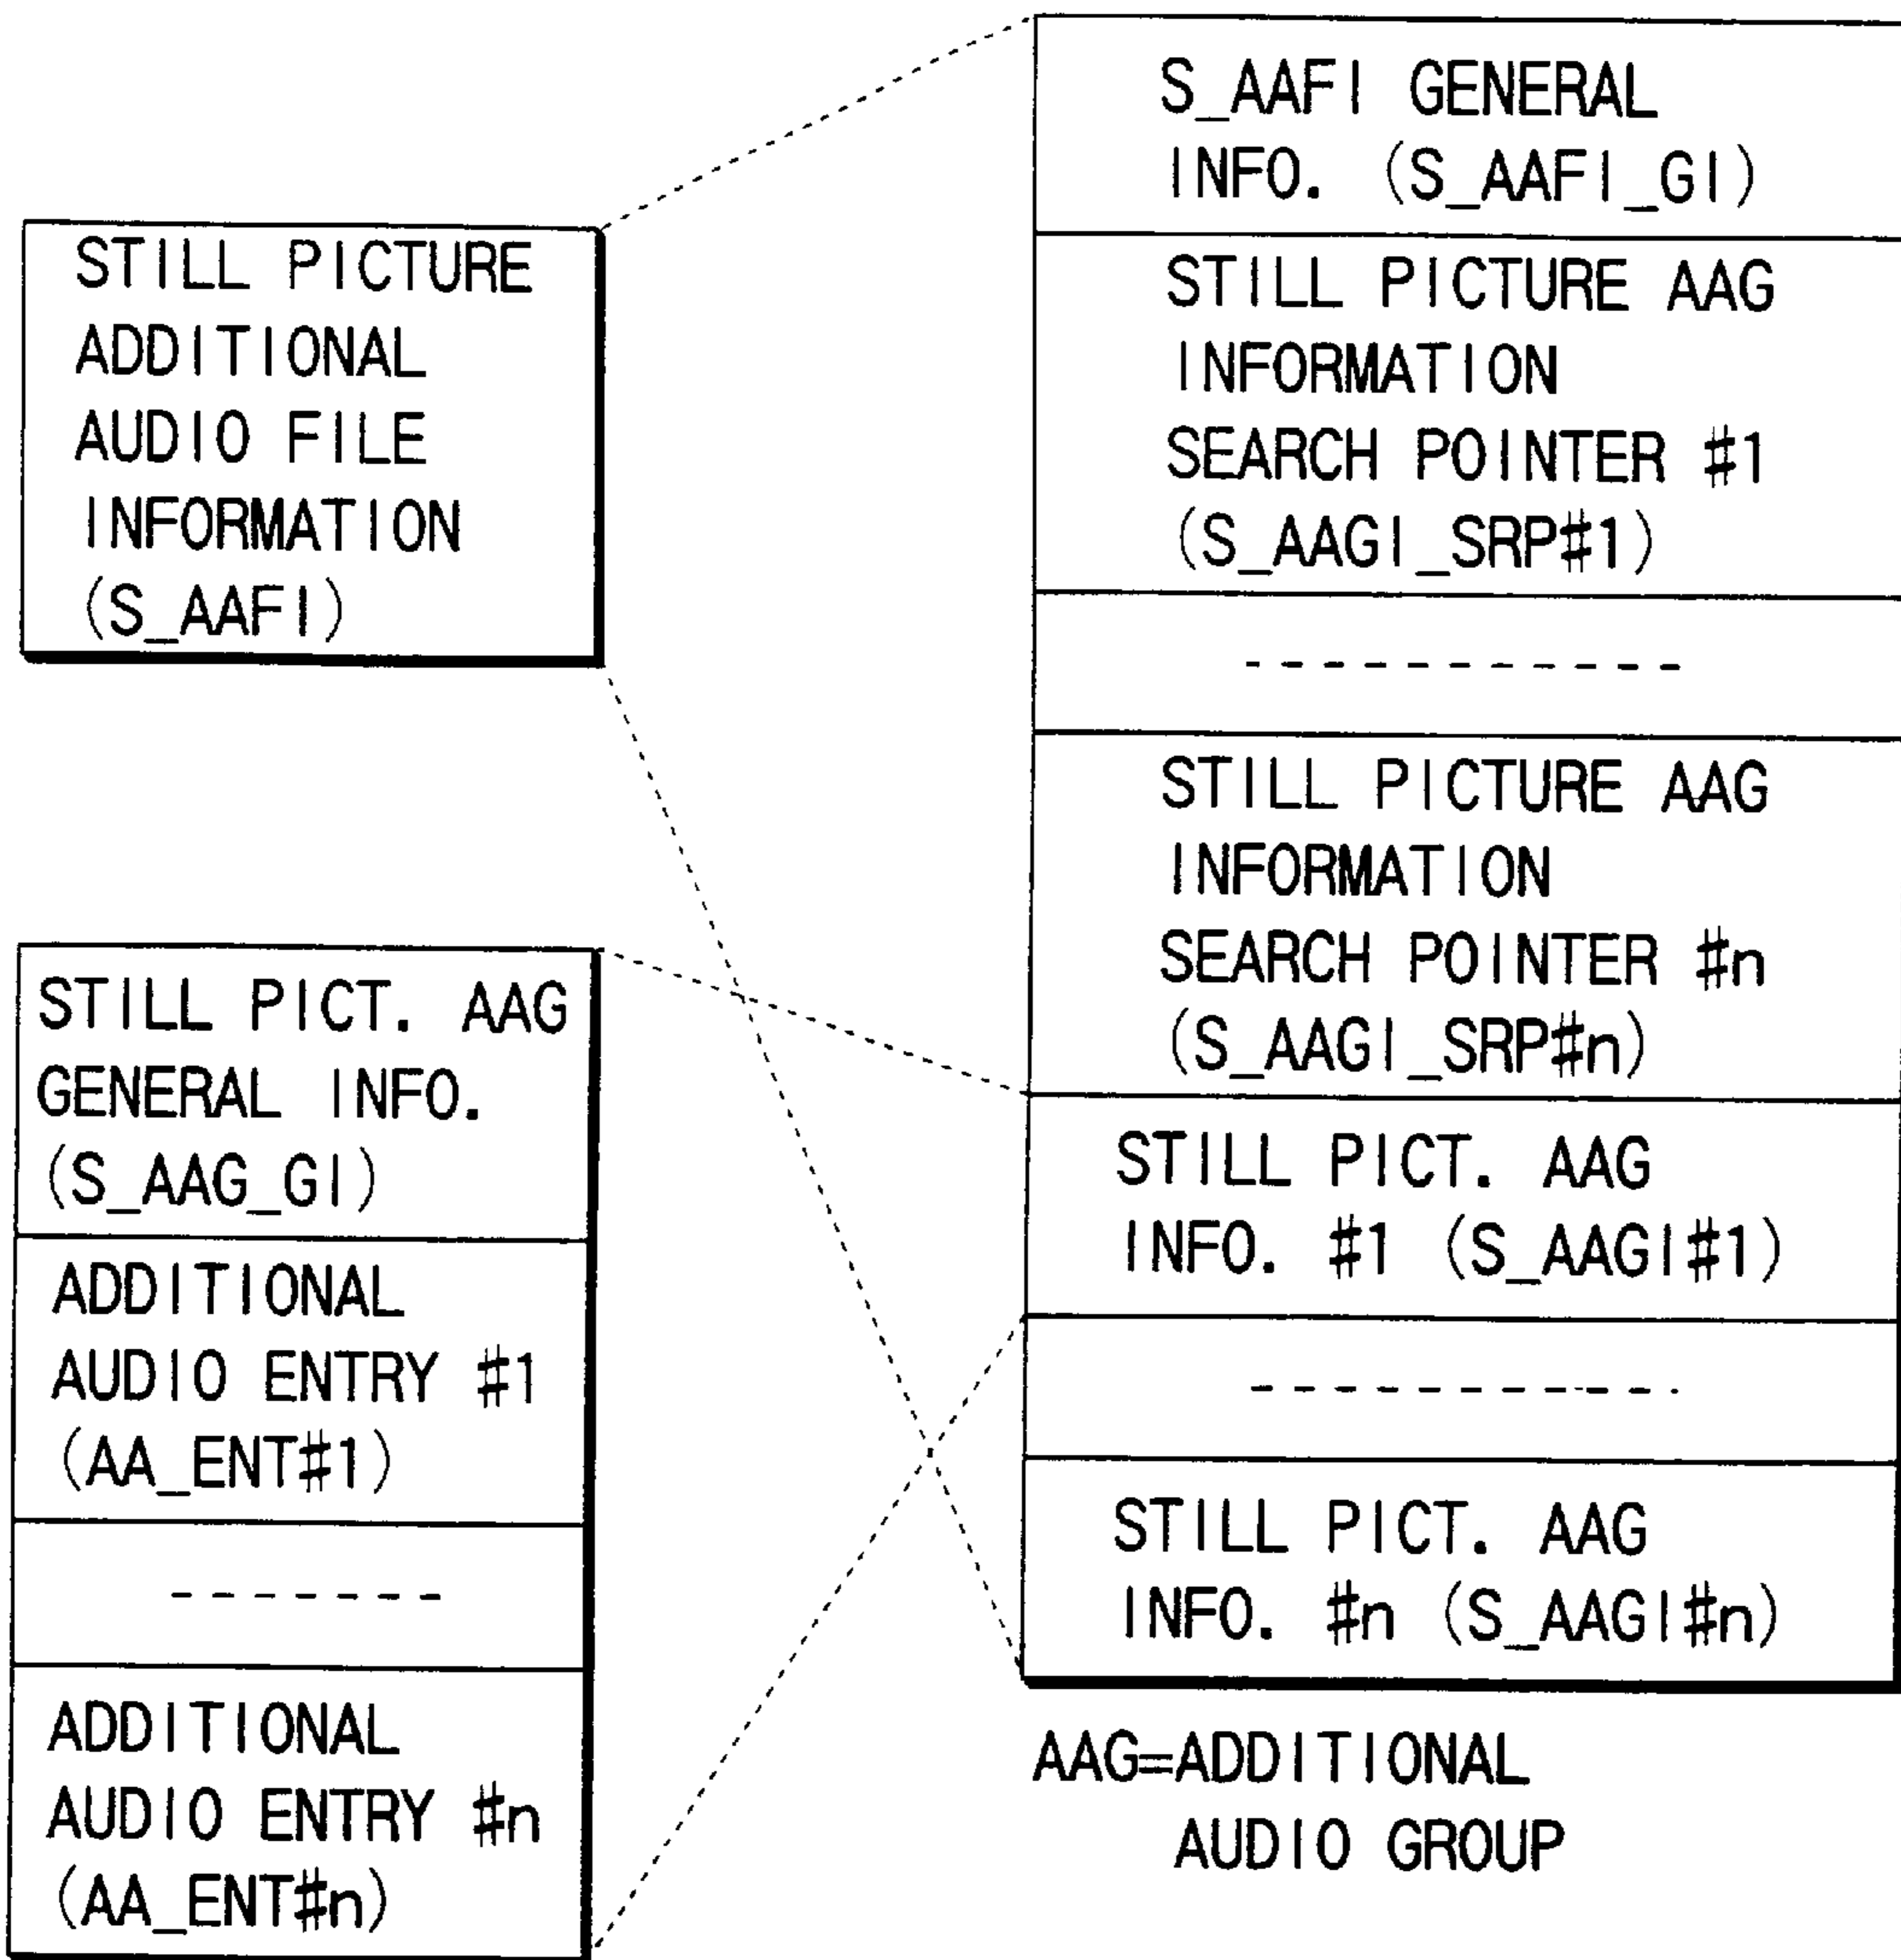 STILL PICTURE
ADDITIONAL
AUDIO FILE
INFORMATION
(S_AAFI)
S_AAFI GENERAL
INFO. (S_AAFI_GI)
STILL PICTURE AAG
INFORMATION
SEARCH POINTER #1
(S_AAGI_SRP#1)
-----------
STILL PICTURE AAG
INFORMATION
SEARCH POINTER #n
(S_AAGI_SRP#n)
STILL PICT. AAG
INFO. #1 (S_AAGI#1)
-----------
STILL PICT. AAG
INFO. #n (S_AAGI#n)
STILL PICT. AAG
GENERAL INFO.
(S_AAG_GI)
ADDITIONAL
AUDIO ENTRY #1
(AA_ENT#1)
-------
ADDITIONAL
AUDIO ENTRY #n
(AA_ENT#n)
AAG=ADDITIONAL
AUDIO GROUP